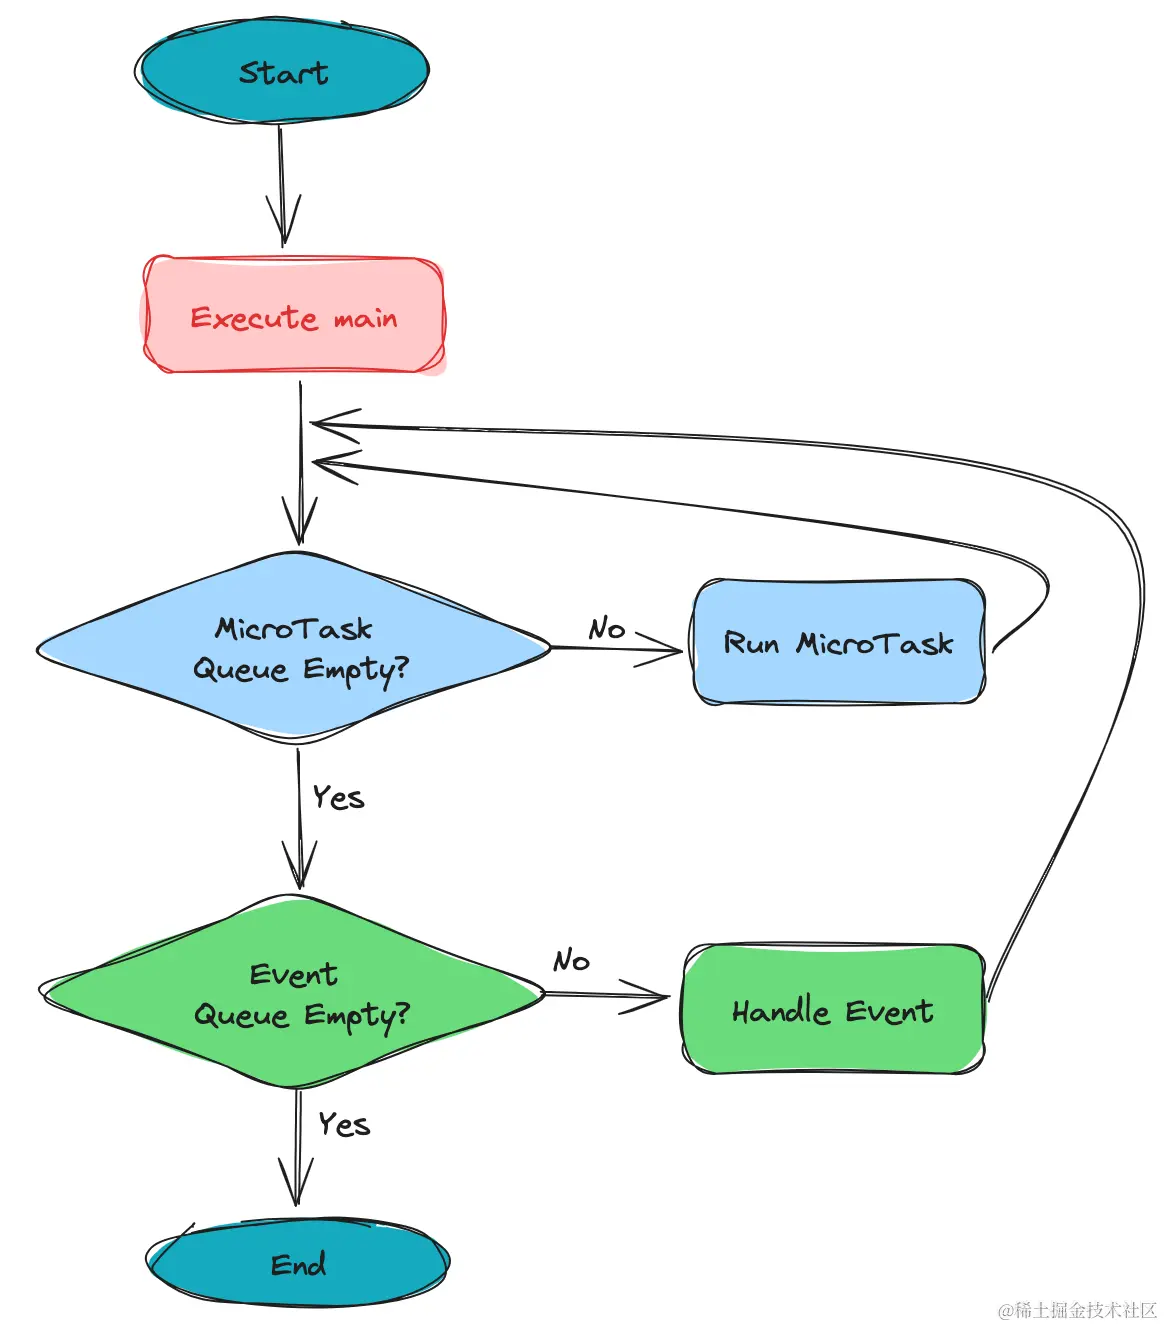 Start
Execute main
MicroTask
Queue Empty?
No
Run MicroTask
Yes
Event
Queue Empty?
No
Handle Event
Yes
End
@稀土掘金技术社区